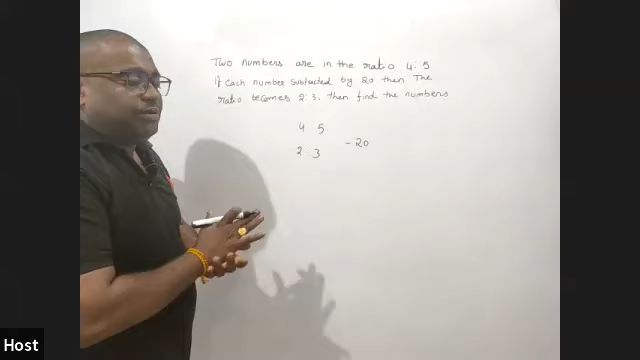 Two numbers are in the ratio 4:5
if Each number Subtracted by 20 then The
ratio becomes 2:3, then find the numbers
4 5
- 20
2 3
Host